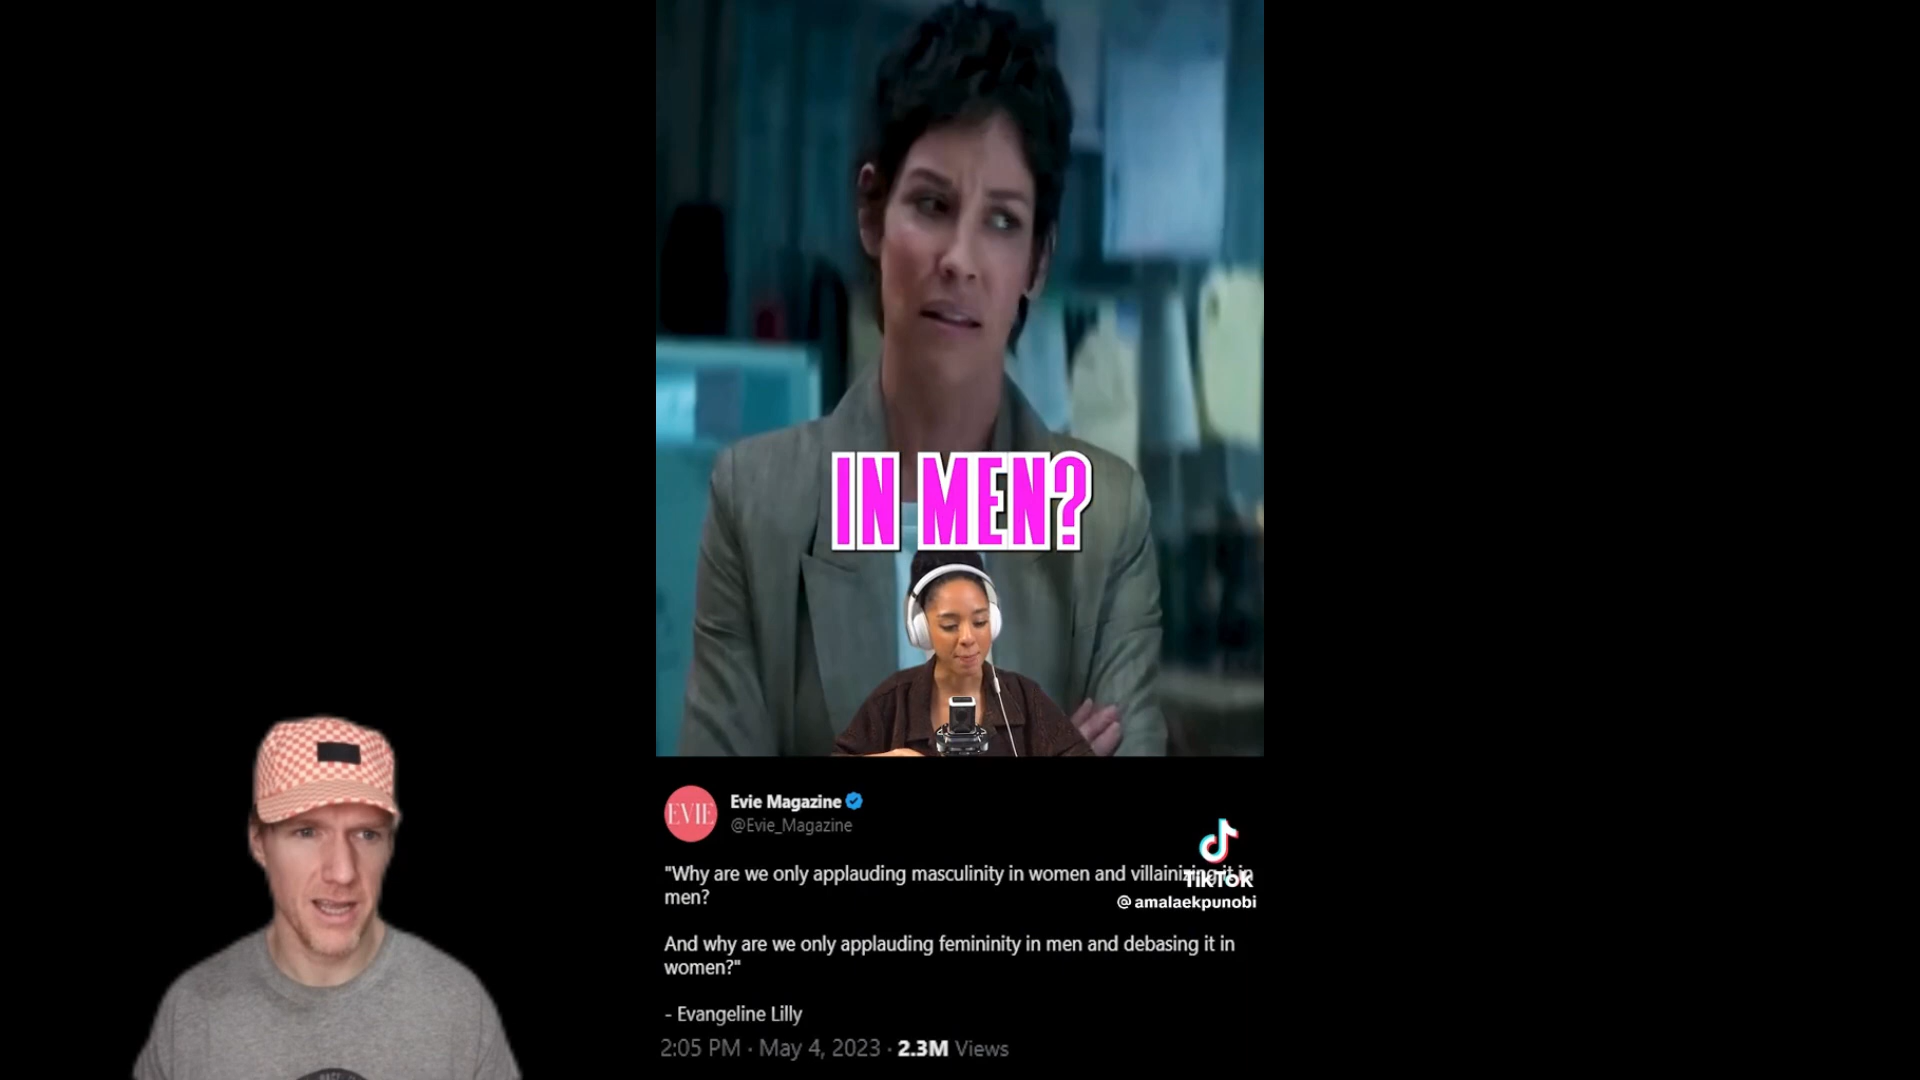 IN MEN?
EVIE
Evie Magazine
@Evie_Magazine
"Why are we only applauding masculinity in women and villainizing it in
men?
And why are we only applauding femininity in men and debasing it in
women?"
- Evangeline Lilly
2:05 PM · May 4, 2023 · 2.3M Views
TikTok
@amalaekpunobi